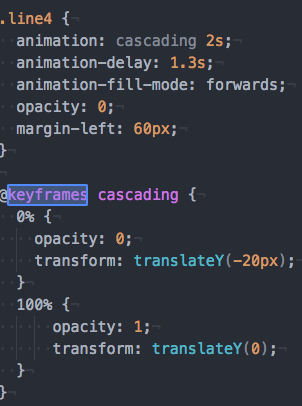 .line4 {
  animation: cascading 2s;
  animation-delay: 1.3s;
  animation-fill-mode: forwards;
  opacity: 0;
  margin-left: 60px;
}

@keyframes cascading {
  0% {
    opacity: 0;
    transform: translateY(-20px);
  }
  100% {
      opacity: 1;
      transform: translateY(0);
  }
}